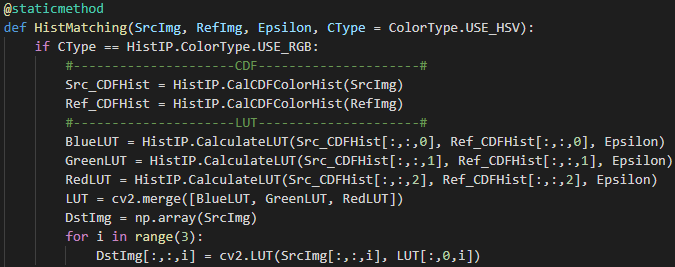 @staticmethod
def HistMatching(SrcImg, RefImg, Epsilon, CType = ColorType.USE_HSV):
    if CType == HistIP.ColorType.USE_RGB:
        #---------------------CDF---------------------#
        Src_CDFHist = HistIP.CalCDFColorHist(SrcImg)
        Ref_CDFHist = HistIP.CalCDFColorHist(RefImg)
        #---------------------LUT---------------------#
        BlueLUT = HistIP.CalculateLUT(Src_CDFHist[:,:,0], Ref_CDFHist[:,:,0], Epsilon)
        GreenLUT = HistIP.CalculateLUT(Src_CDFHist[:,:,1], Ref_CDFHist[:,:,1], Epsilon)
        RedLUT = HistIP.CalculateLUT(Src_CDFHist[:,:,2], Ref_CDFHist[:,:,2], Epsilon)
        LUT = cv2.merge([BlueLUT, GreenLUT, RedLUT])
        DstImg = np.array(SrcImg)
        for i in range(3):
            DstImg[:,:,i] = cv2.LUT(SrcImg[:,:,i], LUT[:,0,i])